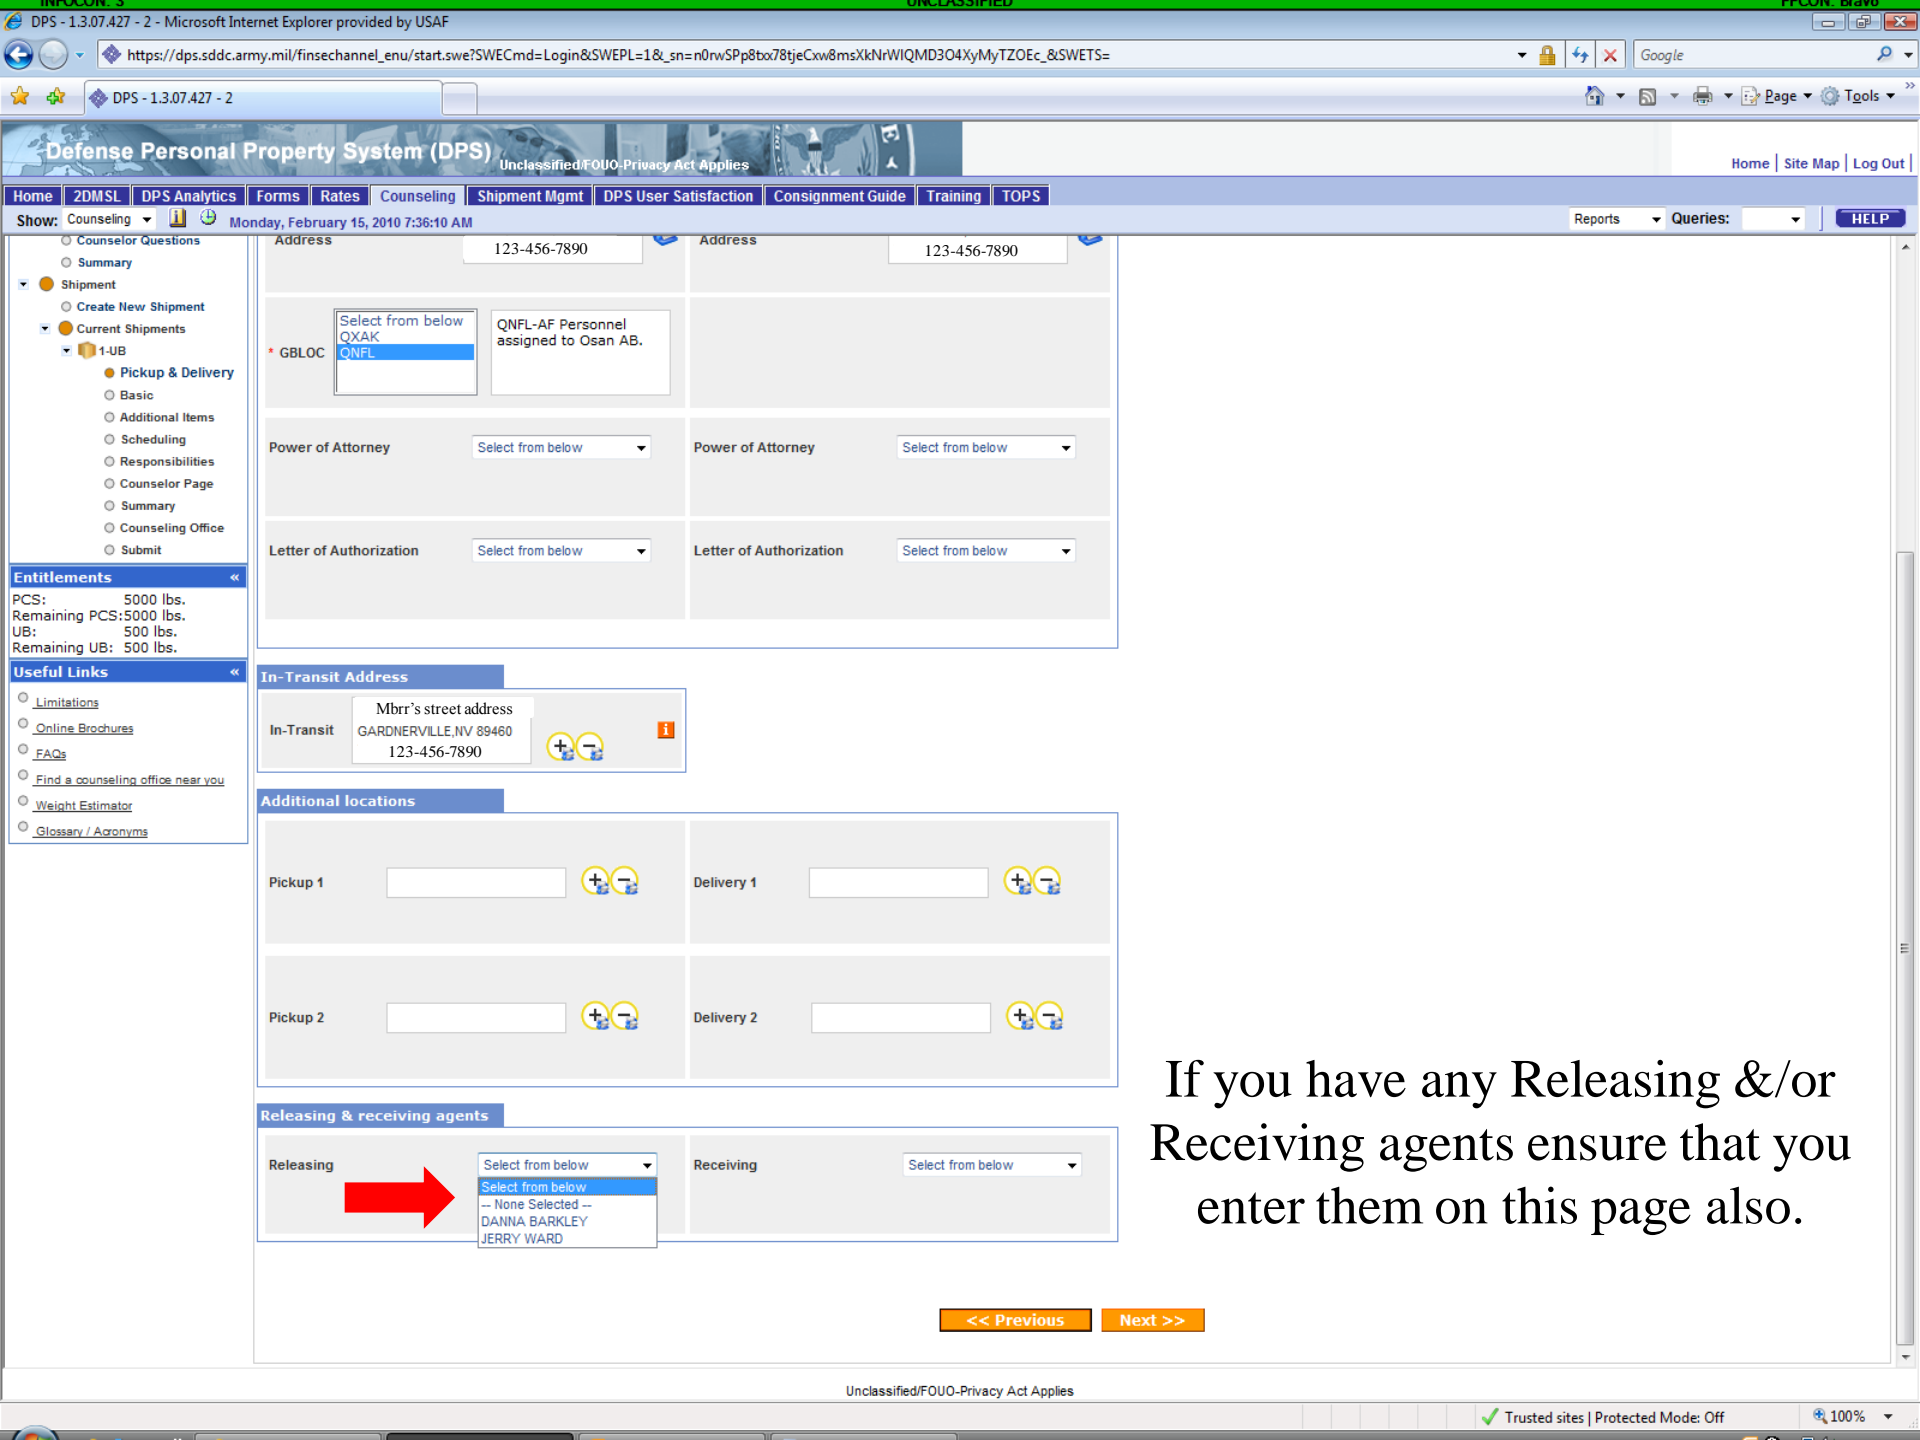 INFOCON: 3 UNCLASSIFIED FPCON: Bravo
DPS - 1.3.07.427 - 2 - Microsoft Internet Explorer provided by USAF
https://dps.sddc.army.mil/finsechannel_enu/start.swe?SWECmd=Login&SWEPL=1&_sn=n0rwSPp8txx78tjeCxw8msXkNrWIQMD3O4XyMyTZOEc_&SWETS= Google
DPS - 1.3.07.427 - 2 Page Tools
Defense Personal Property System (DPS) Unclassified/FOUO-Privacy Act Applies
Home | Site Map | Log Out |
Home 2DMSL DPS Analytics Forms Rates Counseling Shipment Mgmt DPS User Satisfaction Consignment Guide Training TOPS
Show: Counseling Monday, February 15, 2010 7:36:10 AM Reports Queries: HELP
Counselor Questions
Summary
Shipment
Create New Shipment
Current Shipments
1-UB
Pickup & Delivery
Basic
Additional Items
Scheduling
Responsibilities
Counselor Page
Summary
Counseling Office
Submit
Entitlements «
PCS: 5000 lbs.
Remaining PCS:5000 lbs.
UB: 500 lbs.
Remaining UB: 500 lbs.
Useful Links «
Limitations
Online Brochures
FAQs
Find a counseling office near you
Weight Estimator
Glossary / Acronyms
Address 123-456-7890 Address 123-456-7890
* GBLOC
Select from below
QXAK
QNFL
QNFL-AF Personnel
assigned to Osan AB.
Power of Attorney Select from below Power of Attorney Select from below
Letter of Authorization Select from below Letter of Authorization Select from below
In-Transit Address
In-Transit
Mbrr's street address
GARDNERVILLE,NV 89460
123-456-7890
Additional locations
Pickup 1 Delivery 1
Pickup 2 Delivery 2
Releasing & receiving agents
Releasing Select from below Receiving Select from below
Select from below
-- None Selected --
DANNA BARKLEY
JERRY WARD
If you have any Releasing &/or
Receiving agents ensure that you
enter them on this page also.
<< Previous Next >>
Unclassified/FOUO-Privacy Act Applies
Trusted sites | Protected Mode: Off 100%